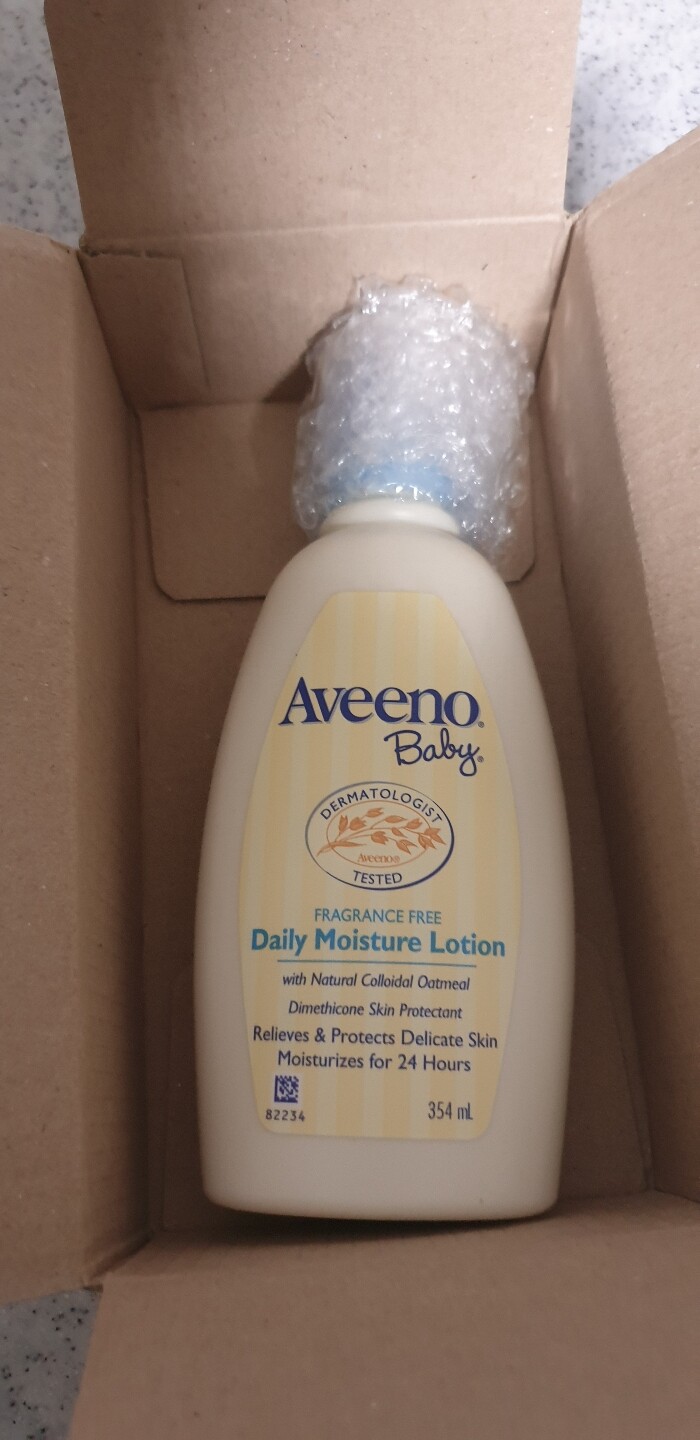 Aveeno®
Baby®
DERMATOLOGIST
Aveeno®
TESTED
FRAGRANCE FREE
Daily Moisture Lotion
with Natural Colloidal Oatmeal
Dimethicone Skin Protectant
Relieves & Protects Delicate Skin
Moisturizes for 24 Hours
82234
354 mL